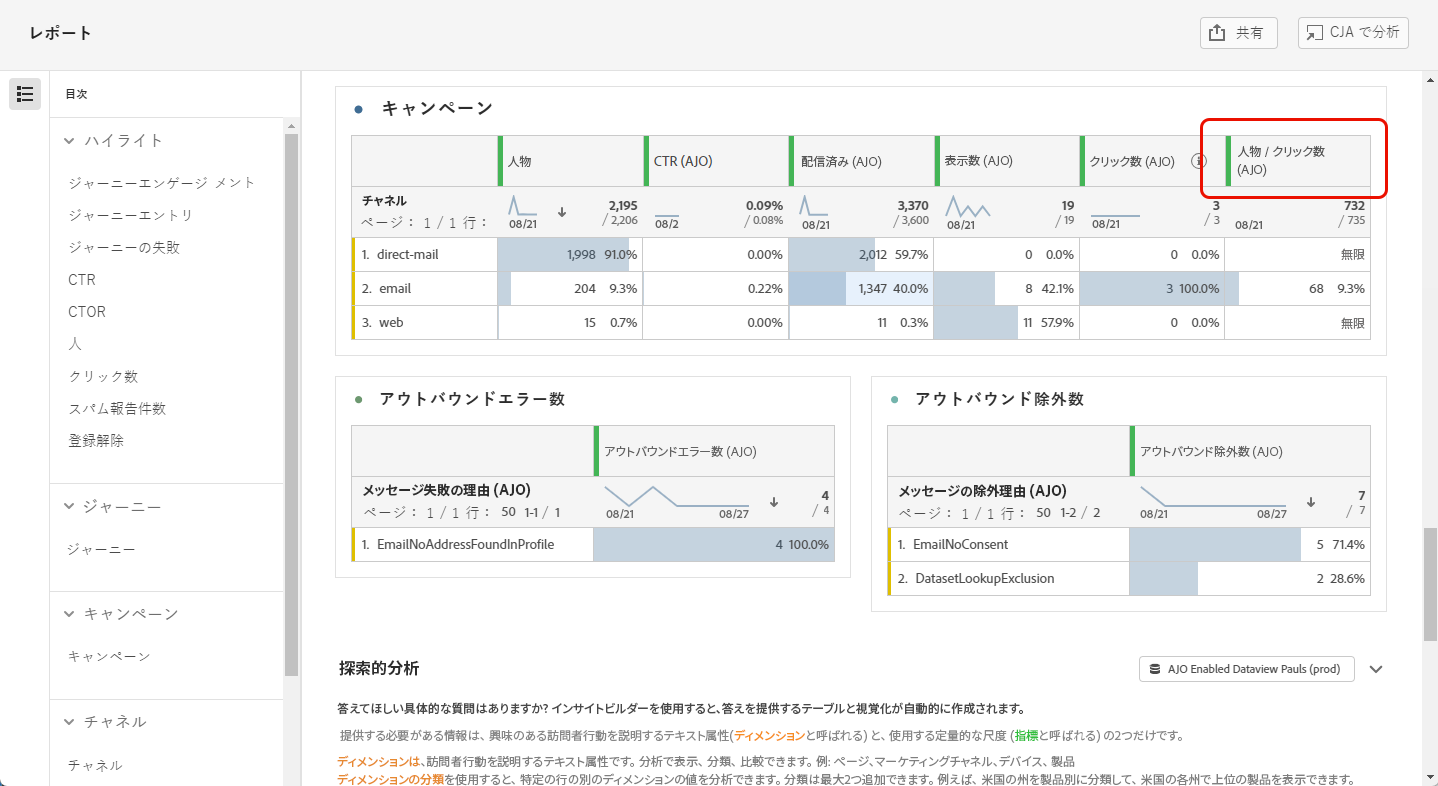 レポート
共有
CJA で分析
目次
ハイライト
ジャーニーエンゲージ メント
ジャーニーエントリ
ジャーニーの失敗
CTR
CTOR
人
クリック数
スパム報告件数
登録解除
ジャーニー
ジャーニー
キャンペーン
キャンペーン
チャネル
チャネル
キャンペーン
人物 CTR (AJO) 配信済み (AJO) 表示数 (AJO) クリック数 (AJO) 人物 / クリック数 (AJO)
チャネル
ページ: 1 / 1 行:
08/21 2,195 / 2,206
08/2 0.09% / 0.08%
08/21 3,370 / 3,600
08/21 19 / 19
08/21 3 / 3
08/21 732 / 735
1. direct-mail 1,998 91.0% 0.00% 2,012 59.7% 0 0.0% 0 0.0% 無限
2. email 204 9.3% 0.22% 1,347 40.0% 8 42.1% 3 100.0% 68 9.3%
3. web 15 0.7% 0.00% 11 0.3% 11 57.9% 0 0.0% 無限
アウトバウンドエラー数
アウトバウンドエラー数 (AJO)
メッセージ失敗の理由 (AJO)
ページ: 1 / 1 行: 50 1-1 / 1
08/21 08/27 4 / 4
1. EmailNoAddressFoundInProfile 4 100.0%
アウトバウンド除外数
アウトバウンド除外数 (AJO)
メッセージの除外理由 (AJO)
ページ: 1 / 1 行: 50 1-2 / 2
08/21 08/27 7 / 7
1. EmailNoConsent 5 71.4%
2. DatasetLookupExclusion 2 28.6%
探索的分析
AJO Enabled Dataview Pauls (prod)
答えてほしい具体的な質問はありますか? インサイトビルダーを使用すると、答えを提供するテーブルと視覚化が自動的に作成されます。
提供する必要がある情報は、興味のある訪問者行動を説明するテキスト属性(ディメンションと呼ばれる) と、使用する定量的な尺度 (指標と呼ばれる) の2つだけです。
ディメンションは、訪問者行動を説明するテキスト属性です。分析で表示、分類、比較できます。例: ページ、マーケティングチャネル、デバイス、製品
ディメンションの分類を使用すると、特定の行の別のディメンションの値を分析できます。分類は最大2つ追加できます。例えば、米国の州を製品別に分類して、米国の各州で上位の製品を表示できます。